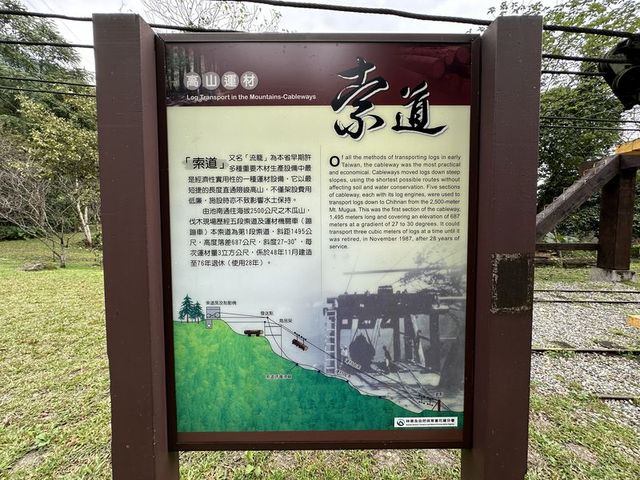 高山運材
Log Transport in the Mountains-Cableways
索道
「索道」又名「流籠」為本省早期許
多種重要木材生產設備中最
是經濟性實用性的一種運材設備，它以最
短捷的長度直通險峻高山，不僅架設費用
低廉，施設時亦不致影響水土保持。
由池南通往海拔2500公尺之木瓜山，
伐木現場歷經五段索道及運材機關車（蹦
蹦車）本索道為第1段索道，斜距1495公
尺，高度落差687公尺，斜度27~30°，每
次運材量3立方公尺，係於48年11月建造
至76年退休（使用28年）。
Of all the methods of transporting logs in early
Taiwan, the cableway was the most practical
and economical. Cableways moved logs down steep
slopes, using the shortest possible routes without
affecting soil and water conservation. Five sections
of cableway, each with its log engines, were used to
transport logs down to Chihnan from the 2,560-meter
Mt. Mugua. This was the first section of the cableway,
1,495 meters long and covering an elevation of 687
meters at a gradient of 27 to 30 degrees. It could
transport three cubic meters of logs at a time until it
was retired, in November 1987, after 28 years of
service.
發送點